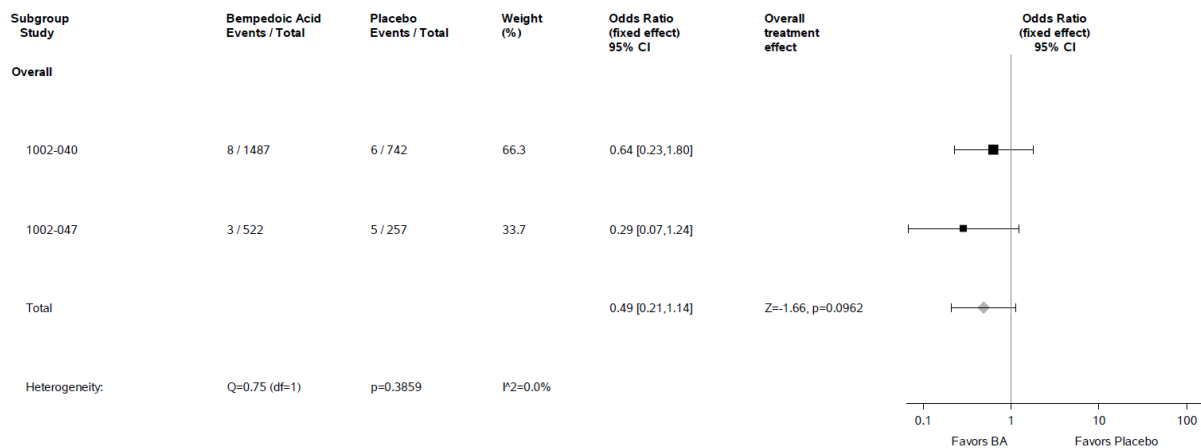 Subgroup
Study
Bempedoic Acid
Events / Total
Placebo
Events / Total
Weight
(%)
Odds Ratio
(fixed effect)
95% CI
Overall
treatment
effect
Odds Ratio
(fixed effect)
95% CI
Overall
1002-040 8 / 1487 6 / 742 66.3 0.64 [0.23,1.80]
1002-047 3 / 522 5 / 257 33.7 0.29 [0.07,1.24]
Total 0.49 [0.21,1.14] Z=-1.66, p=0.0962
Heterogeneity: Q=0.75 (df=1) p=0.3859 I^2=0.0%
0.1 1 10 100
Favors BA Favors Placebo